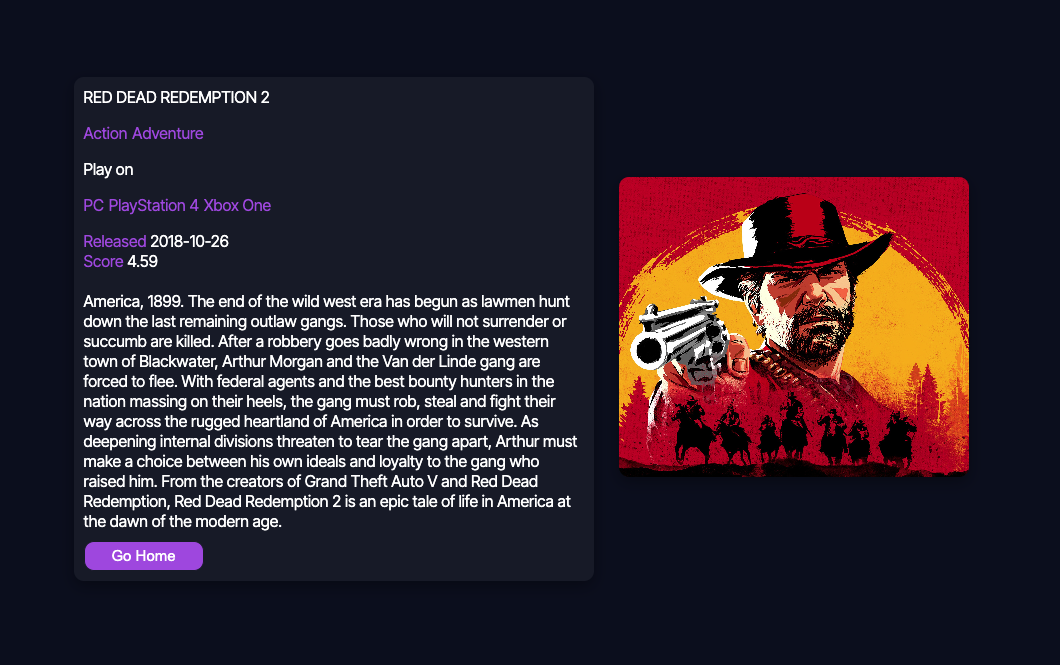 RED DEAD REDEMPTION 2
Action Adventure
Play on
PC PlayStation 4 Xbox One
Released 2018-10-26
Score 4.59
America, 1899. The end of the wild west era has begun as lawmen hunt
down the last remaining outlaw gangs. Those who will not surrender or
succumb are killed. After a robbery goes badly wrong in the western
town of Blackwater, Arthur Morgan and the Van der Linde gang are
forced to flee. With federal agents and the best bounty hunters in the
nation massing on their heels, the gang must rob, steal and fight their
way across the rugged heartland of America in order to survive. As
deepening internal divisions threaten to tear the gang apart, Arthur must
make a choice between his own ideals and loyalty to the gang who
raised him. From the creators of Grand Theft Auto V and Red Dead
Redemption, Red Dead Redemption 2 is an epic tale of life in America at
the dawn of the modern age.
Go Home